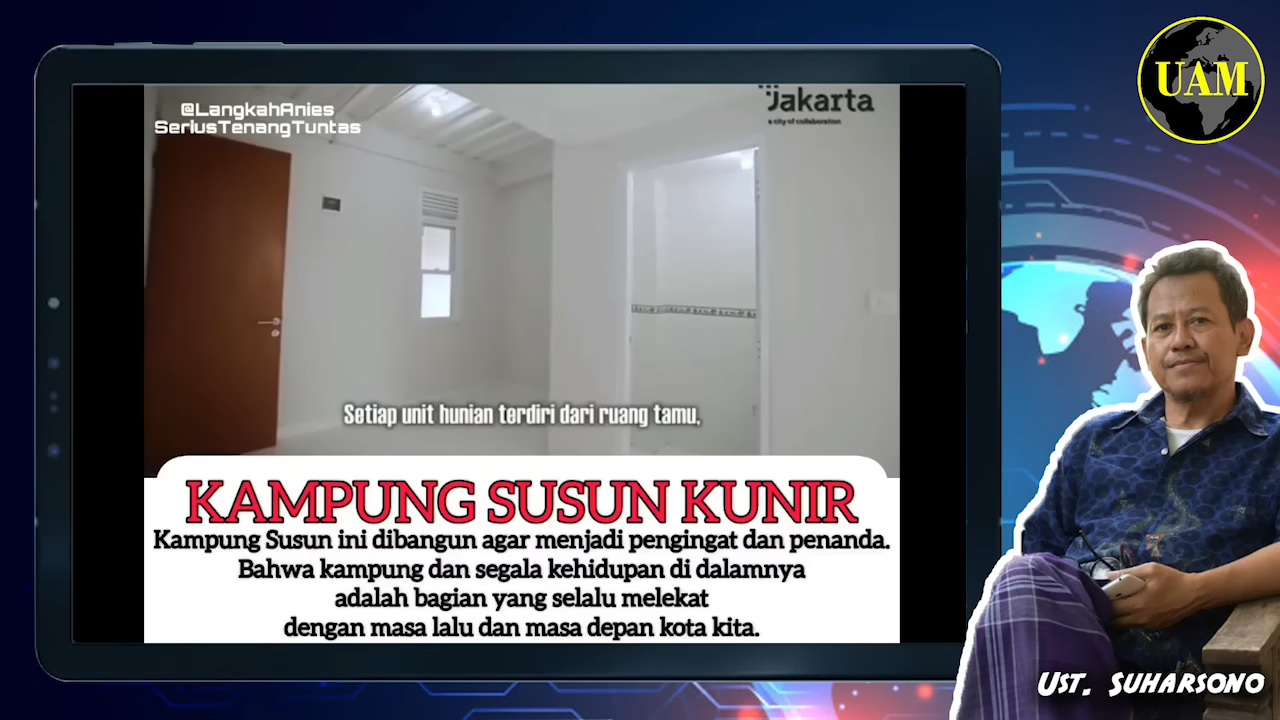 @LangkahAnies
SeriusTenangTuntas
Jakarta
a city of collaboration
UAM
Setiap unit hunian terdiri dari ruang tamu,
KAMPUNG SUSUN KUNIR
Kampung Susun ini dibangun agar menjadi pengingat dan penanda.
Bahwa kampung dan segala kehidupan di dalamnya
adalah bagian yang selalu melekat
dengan masa lalu dan masa depan kota kita.
UST. SUHARSONO